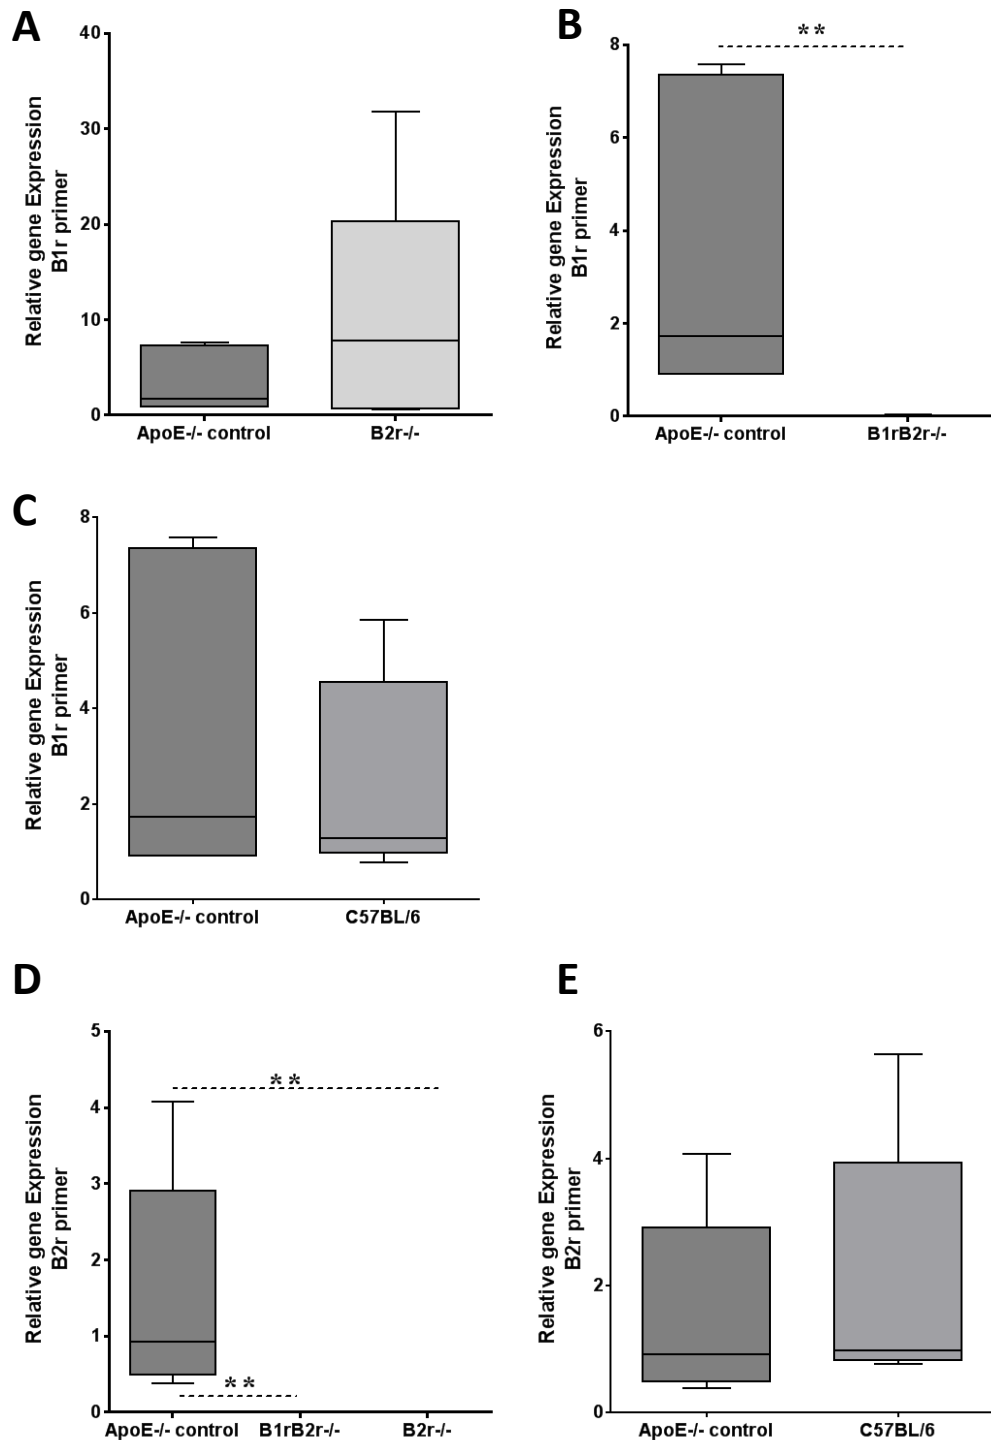 A
40
30
20
10
0
Relative gene Expression
B1r primer
ApoE-/- control
B2r-/-
B
**
8
6
4
2
0
Relative gene Expression
B1r primer
ApoE-/- control
B1rB2r-/-
C
8
6
4
2
0
Relative gene Expression
B1r primer
ApoE-/- control
C57BL/6
D
5
4
3
2
1
0
**
**
Relative gene Expression
B2r primer
ApoE-/- control
B1rB2r-/-
B2r-/-
E
6
4
2
0
Relative gene Expression
B2r primer
ApoE-/- control
C57BL/6